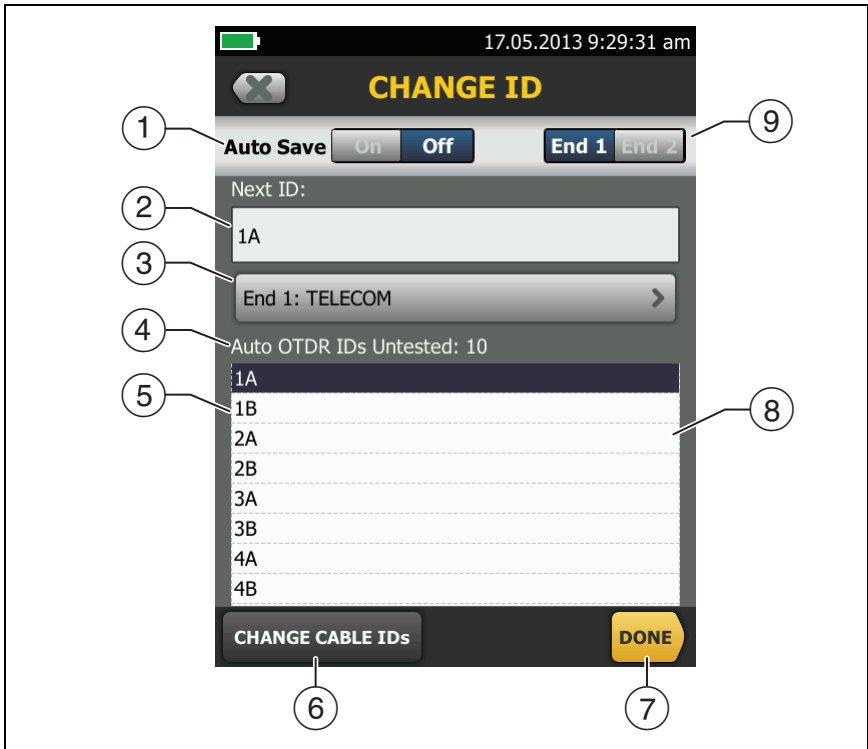 17.05.2013 9:29:31 am
CHANGE ID
1 Auto Save On Off End 1 End 2 9
Next ID:
2 1A
3 End 1: TELECOM
4 Auto OTDR IDs Untested: 10
1A
5 1B 8
2A
2B
3A
3B
4A
4B
CHANGE CABLE IDs DONE
6 7